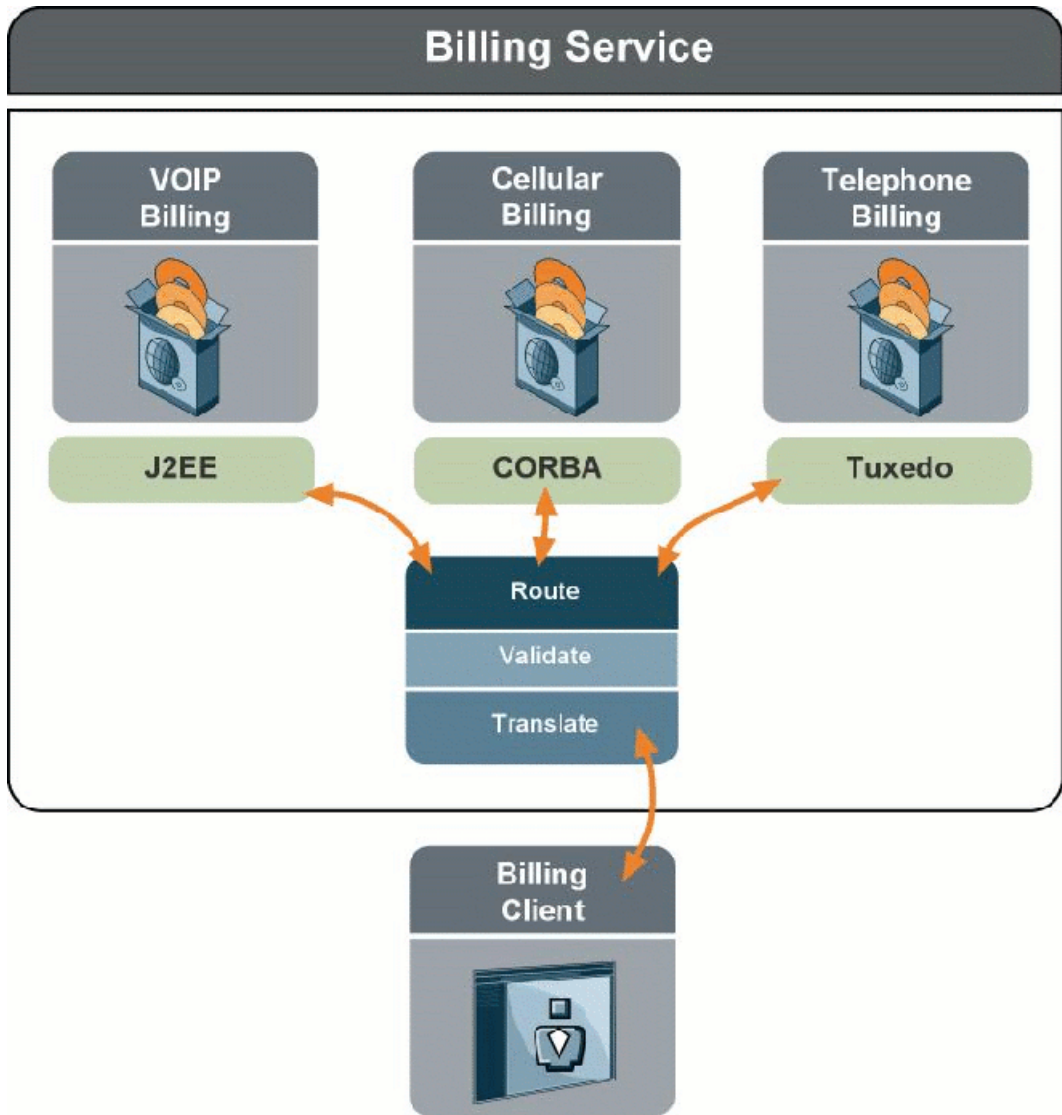 Billing Service
VOIP
Billing
Cellular
Billing
Telephone
Billing
J2EE
CORBA
Tuxedo
Route
Validate
Translate
Billing
Client